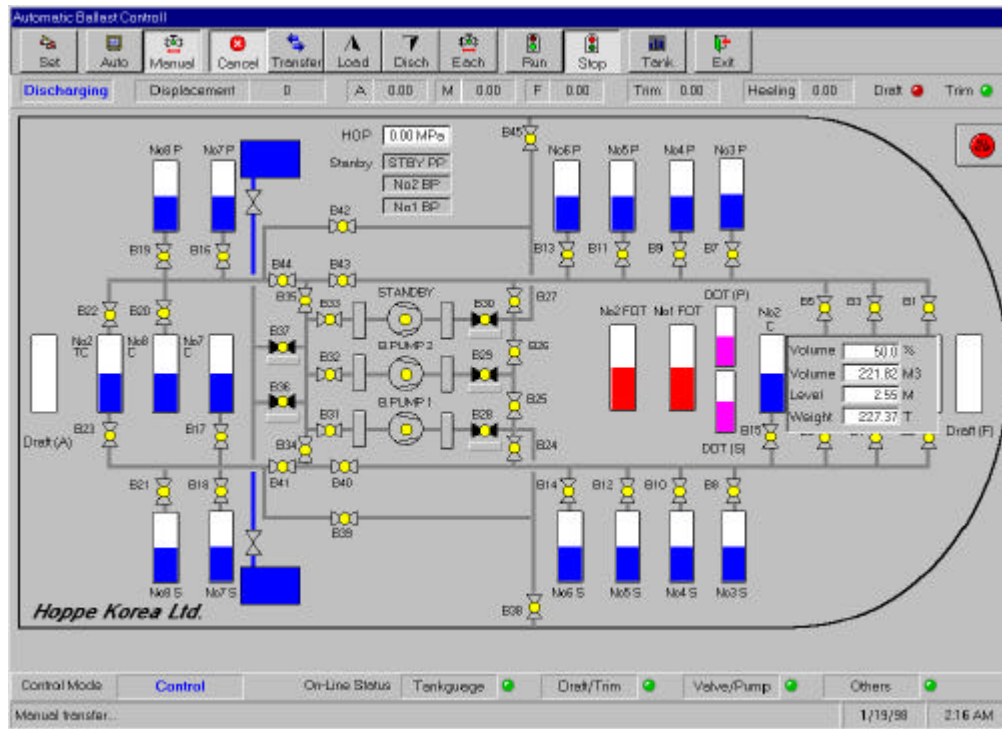 Automatic Ballast Control1
Set Auto Manual Cancel Transfer Load Disch Each Run Stop Tank Exit
Discharging Displacement 0 A 0.00 M 0.00 F 0.00 Trim 0.00 Heeling 0.00 Draft Trim
HOP 0.00 MPa B45
No8 P No7 P Stanby STBY PP No6 P No5 P No4 P No3 P
No2 BP
No1 BP
B42
B19 B16 B13 B11 B9 B7
B44 B43
B22 B20 B35 B33 STANDBY B30 B27 DOT (P) B5 B3 B1
No2 FOT No1 FOT No2 C
B37 B26
No2 TC No8 C No7 C B32 B.PUMP 2 B29 Volume 50.0 %
Volume 221.82 M3
B36 B25 Level 2.55 M
B31 B.PUMP 1 B28 Weight 227.37 T
Draft (A) B23 B17 B34 B24 DOT (S) B15 Draft (F)
B41 B40
B21 B18 B14 B12 B10 B8
B39
No8 S No7 S No6 S No5 S No4 S No3 S
Hoppe Korea Ltd. B38
Control Mode Control On-Line Status Tankguage Draft/Trim Valve/Pump Others
Manual transfer... 1/19/98 2:16 AM